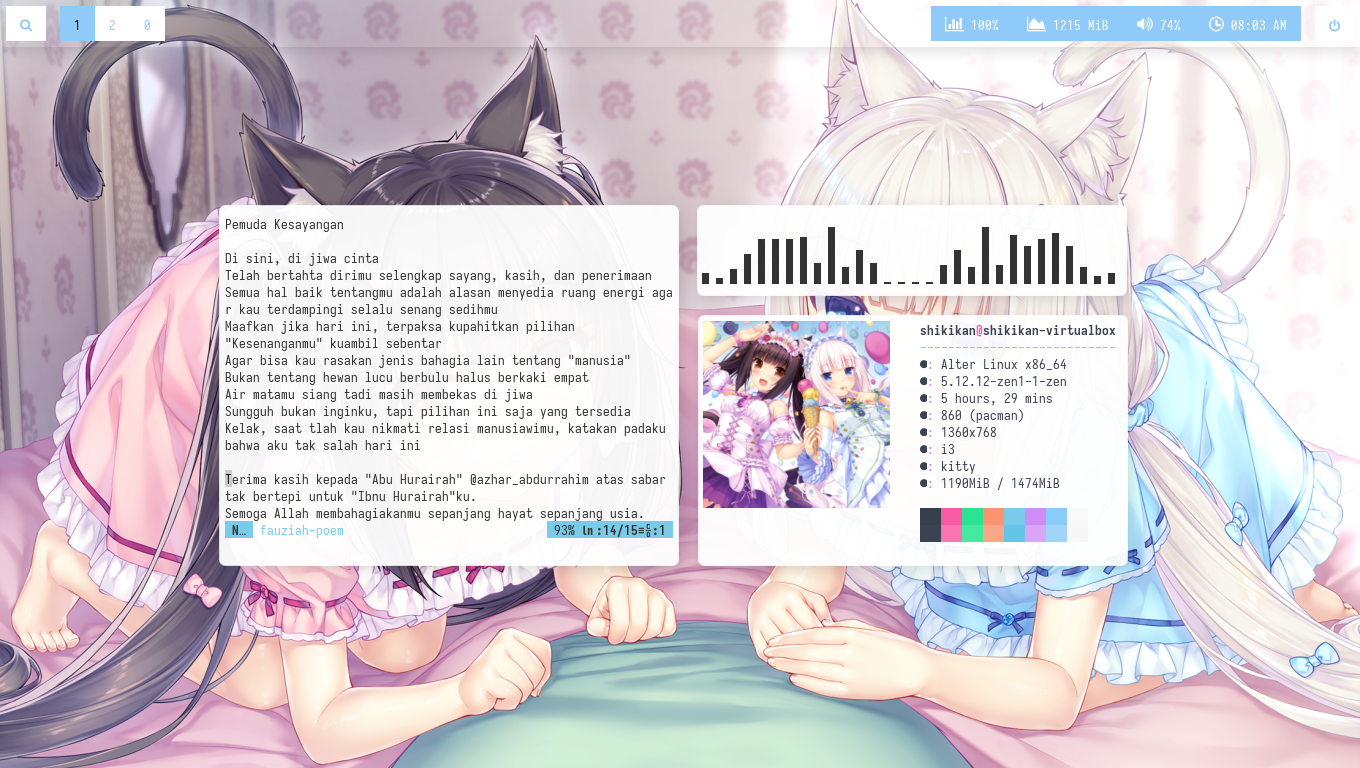 1 2 0
100% 1215 MiB 74% 08:03 AM
Pemuda Kesayangan
Di sini, di jiwa cinta
Telah bertahta dirimu selengkap sayang, kasih, dan penerimaan
Semua hal baik tentangmu adalah alasan menyedia ruang energi aga
r kau terdampingi selalu senang sedihmu
Maafkan jika hari ini, terpaksa kupahitkan pilihan
"Kesenanganmu" kuambil sebentar
Agar bisa kau rasakan jenis bahagia lain tentang "manusia"
Bukan tentang hewan lucu berbulu halus berkaki empat
Air matamu siang tadi masih membekas di jiwa
Sungguh bukan inginku, tapi pilihan ini saja yang tersedia
Kelak, saat tlah kau nikmati relasi manusiawimu, katakan padaku
bahwa aku tak salah hari ini
Terima kasih kepada "Abu Hurairah" @azhar_abdurrahim atas sabar
tak bertepi untuk "Ibnu Hurairah"ku.
Semoga Allah membahagiakanmu sepanjang hayat sepanjang usia.
N… fauziah-poem 93% ln:14/15≡%:1
shikikan@shikikan-virtualbox
----------------------------
: Alter Linux x86_64
: 5.12.12-zen1-1-zen
: 5 hours, 29 mins
: 860 (pacman)
: 1360x768
: i3
: kitty
: 1190MiB / 1474MiB